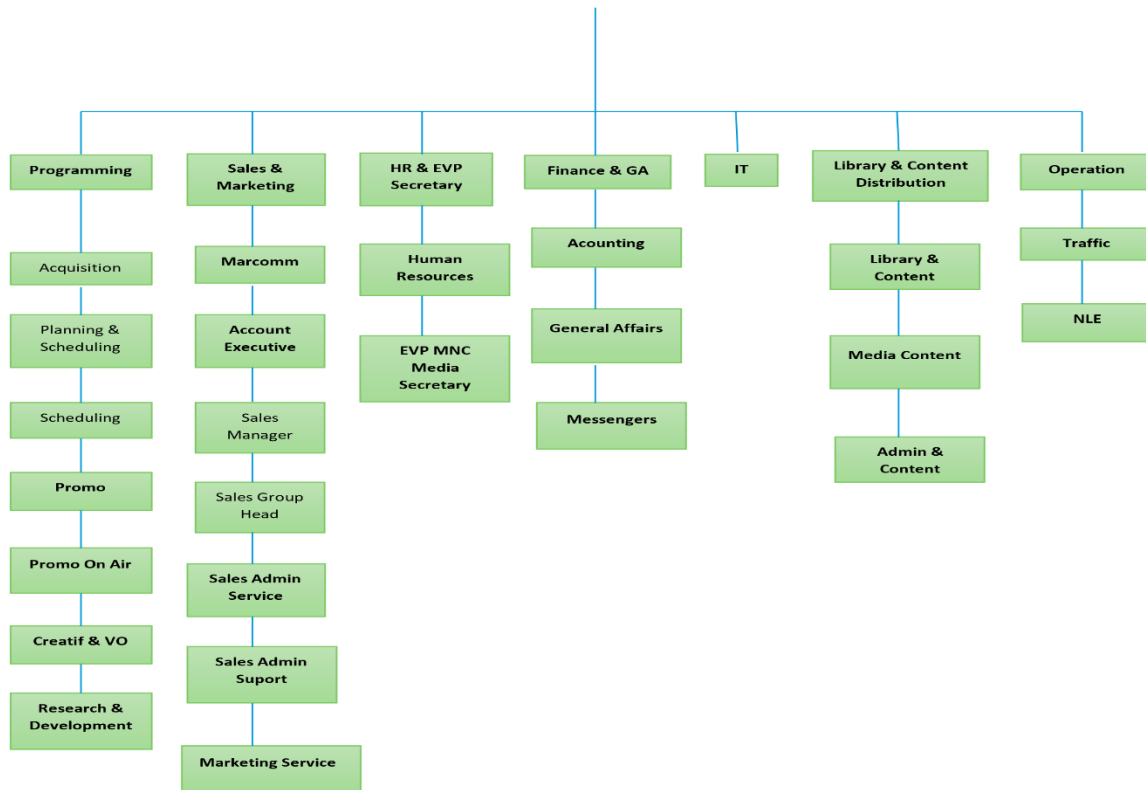 Programming
Sales &
Marketing
HR & EVP
Secretary
Finance & GA
IT
Library & Content
Distribution
Operation
Acquisition
Planning &
Scheduling
Scheduling
Promo
Promo On Air
Creatif & VO
Research &
Development
Marcomm
Account
Executive
Sales
Manager
Sales Group
Head
Sales Admin
Service
Sales Admin
Suport
Marketing Service
Human
Resources
EVP MNC
Media
Secretary
Acounting
General Affairs
Messengers
Library &
Content
Media Content
Admin &
Content
Traffic
NLE